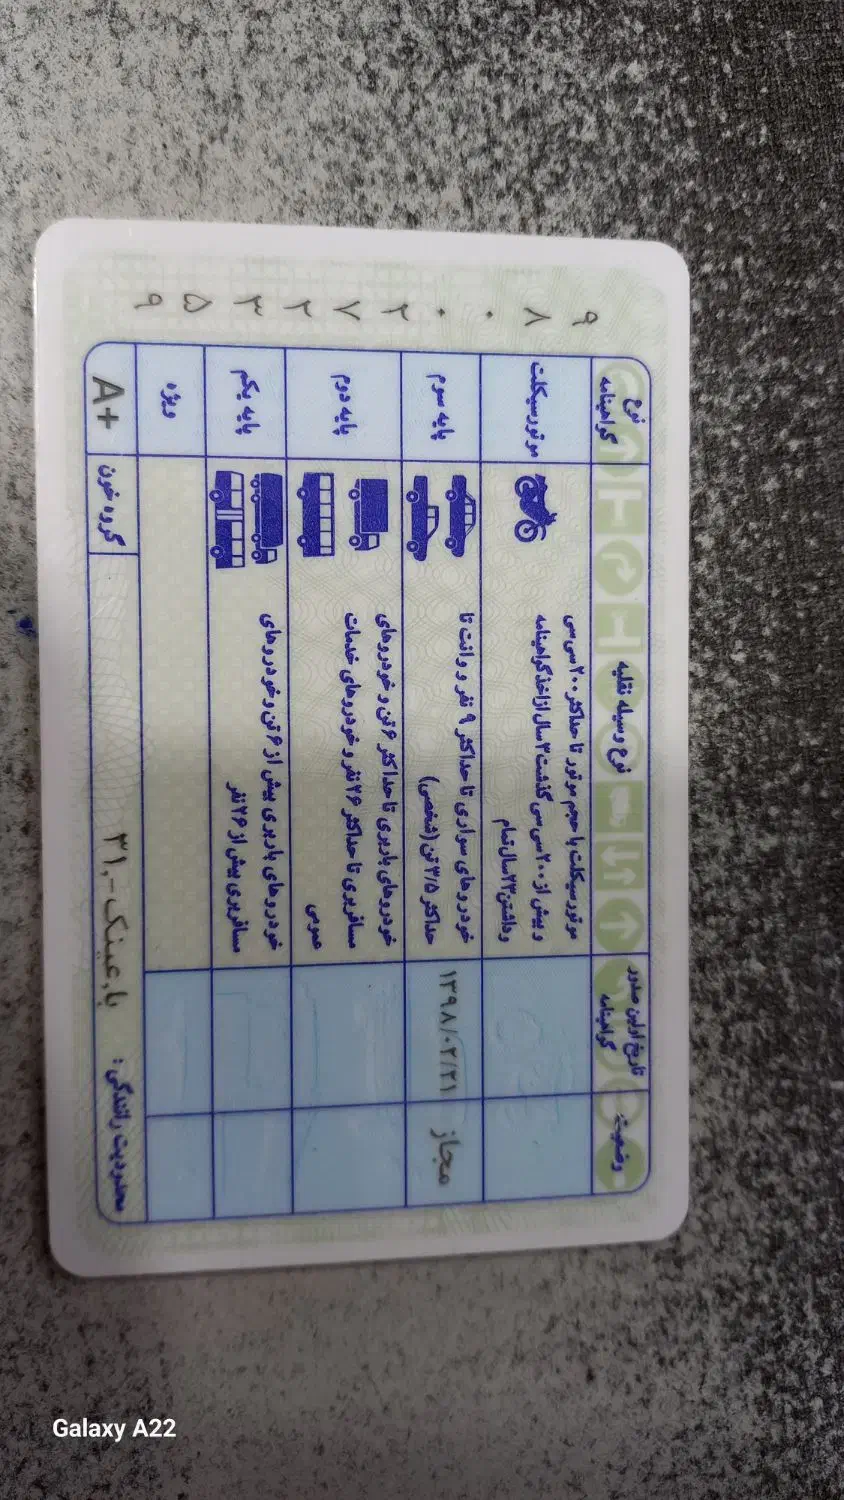 ۹۸۰۰۲۷۲۳۵۹
نوع گواهینامه
نوع وسیله نقلیه
تاریخ اولین صدور گواهینامه
وضعیت
موتورسیکلت
موتورسیکلت با حجم موتور تا حداکثر ۲۰۰ سی سی
و بیش از ۲۰۰ سی سی گذشت ۲ سال از اخذ گواهینامه
و داشتن ۲۳ سال تمام
پایه سوم
خودروهای سواری تا حداکثر ۹ نفر و وانت تا
حداکثر ۳/۵ تن (شخصی)
۱۳۹۸/۰۲/۲۱
مجاز
پایه دوم
خودروهای باربری تا حداکثر ۶ تن و خودروهای
مسافربری تا حداکثر ۲۶ نفر و خودروهای خدمات
عمومی
پایه یکم
خودروهای باربری بیش از ۶ تن و خودروهای
مسافربری بیش از ۲۶ نفر
ویژه
A+
گروه خون
محدودیت رانندگی :
با.عینک-۳۱.
Galaxy A22